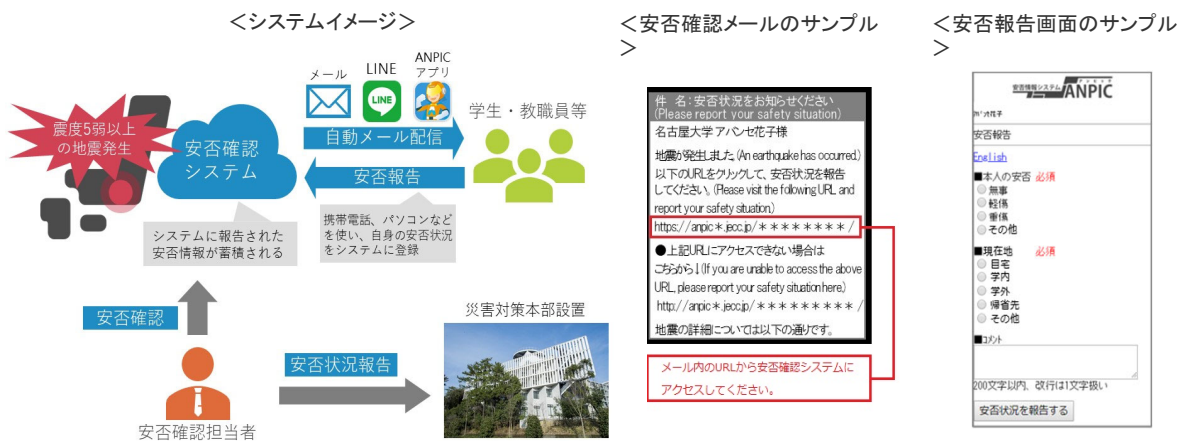 ＜システムイメージ＞
メール
LINE
ANPIC
アプリ
LINE
震度5弱以上
の地震発生
安否確認
システム
自動メール配信
安否報告
学生・教職員等
システムに報告された
安否情報が蓄積される
携帯電話、パソコンなど
を使い、自身の安否状況
をシステムに登録
安否確認
安否確認担当者
安否状況報告
災害対策本部設置
＜安否確認メールのサンプル
＞
件 名：安否状況をお知らせください
(Please report your safety situation)
名古屋大学 アバンセ花子様
地震が発生しました (An earthquake has occurred.)
以下のURLをクリックして、安否状況を報告
してください。(Please visit the following URL and
report your safety situation.)
https://anpic＊.jecc.jp/＊＊＊＊＊＊＊＊/
●上記URLにアクセスできない場合は
こちらから↓(If you are unable to access the above
URL, please report your safety situation here.)
http://anpic＊.jecc.jp/＊＊＊＊＊＊＊＊＊/
地震の詳細については以下の通りです。
メール内のURLから安否確認システムに
アクセスしてください。
＜安否報告画面のサンプル
＞
安否情報システム ANPIC
安否報告
English
■本人の安否 必須
無事
軽傷
重傷
その他
■現在地 必須
自宅
学内
学外
帰省先
その他
■コメント
200文字以内、改行は1文字扱い
安否状況を報告する